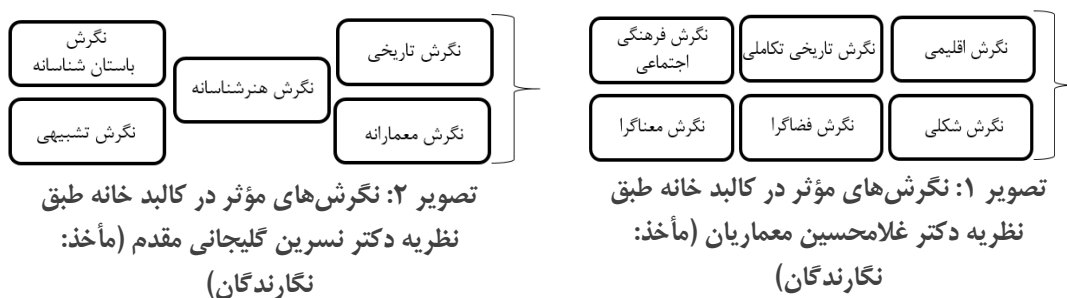 نگرش اقلیمی
نگرش تاریخی تکاملی
نگرش فرهنگی
اجتماعی
نگرش شکلی
نگرش فضاگرا
نگرش معناگرا
تصویر ۱: نگرش‌های مؤثر در کالبد خانه طبق
نظریه دکتر غلامحسین معماریان (مأخذ:
نگارندگان)
نگرش تاریخی
نگرش
باستان شناسانه
نگرش هنرشناسانه
نگرش معمارانه
نگرش تشبیهی
تصویر ۲: نگرش‌های مؤثر در کالبد خانه طبق
نظریه دکتر نسرین گلیجانی مقدم (مأخذ:
نگارندگان)